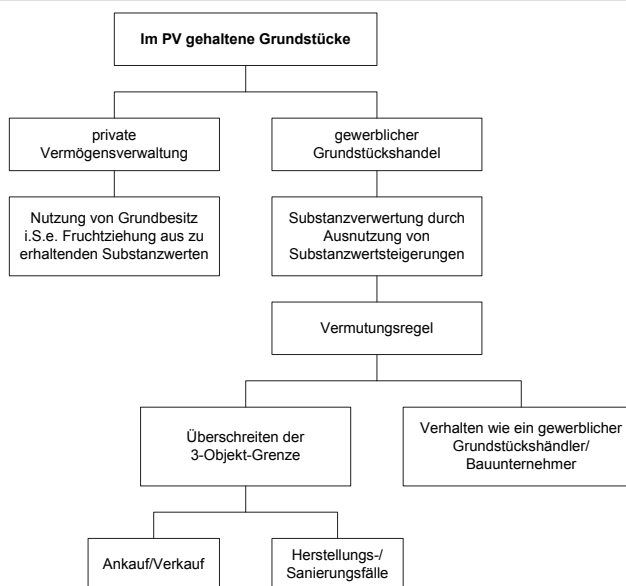 Im PV gehaltene Grundstücke
private
Vermögensverwaltung
gewerblicher
Grundstückshandel
Nutzung von Grundbesitz
i.S.e. Fruchtziehung aus zu
erhaltenden Substanzwerten
Substanzverwertung durch
Ausnutzung von
Substanzwertsteigerungen
Vermutungsregel
Überschreiten der
3-Objekt-Grenze
Verhalten wie ein gewerblicher
Grundstückshändler/
Bauunternehmer
Ankauf/Verkauf
Herstellungs-/
Sanierungsfälle